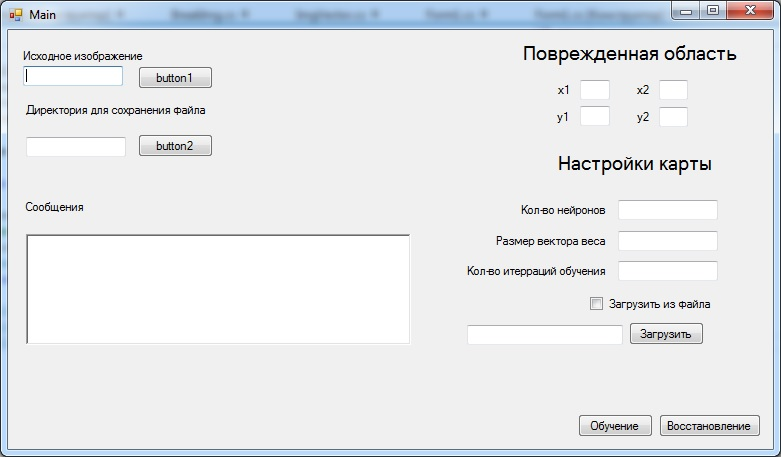 Main
Исходное изображение
button1
Директория для сохранения файла
button2
Сообщения
Поврежденная область
x1 x2
y1 y2
Настройки карты
Кол-во нейронов
Размер вектора веса
Кол-во итерраций обучения
Загрузить из файла
Загрузить
Обучение Восстановление